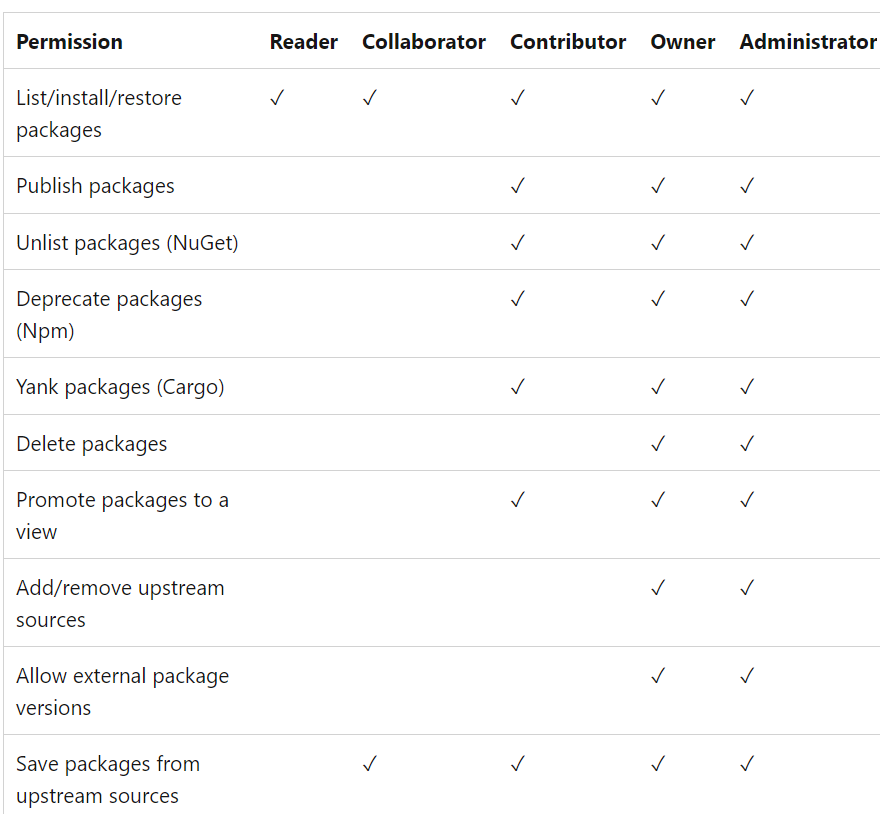 Permission Reader Collaborator Contributor Owner Administrator
List/install/restore ✓ ✓ ✓ ✓ ✓
packages
Publish packages ✓ ✓ ✓
Unlist packages (NuGet) ✓ ✓ ✓
Deprecate packages ✓ ✓ ✓
(Npm)
Yank packages (Cargo) ✓ ✓ ✓
Delete packages ✓ ✓
Promote packages to a ✓ ✓ ✓
view
Add/remove upstream ✓ ✓
sources
Allow external package ✓ ✓
versions
Save packages from ✓ ✓ ✓ ✓
upstream sources